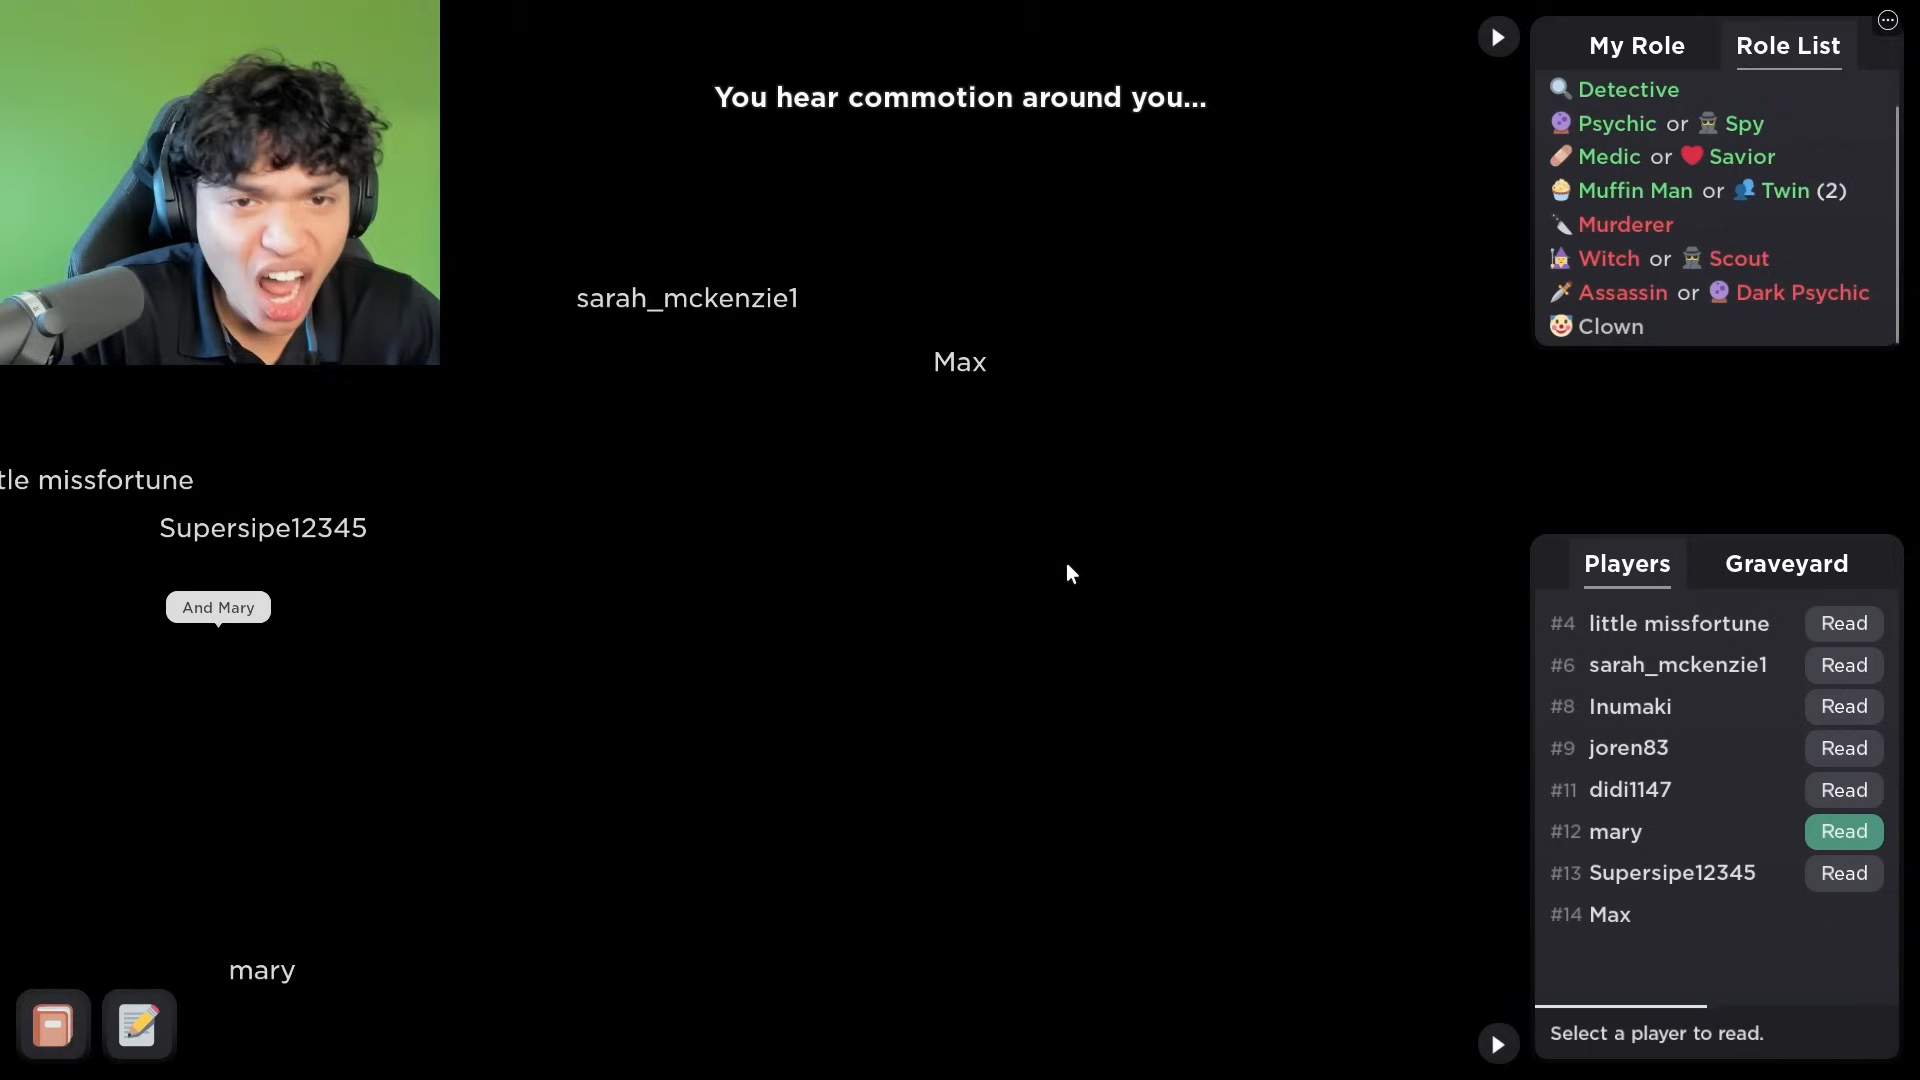 You hear commotion around you...
sarah_mckenzie1
Max
tle missfortune
Supersipe12345
And Mary
mary
My Role
Role List
Detective
Psychic or Spy
Medic or Savior
Muffin Man or Twin (2)
Murderer
Witch or Scout
Assassin or Dark Psychic
Clown
Players
Graveyard
#4 little missfortune Read
#6 sarah_mckenzie1 Read
#8 Inumaki Read
#9 joren83 Read
#11 didi1147 Read
#12 mary Read
#13 Supersipe12345 Read
#14 Max
Select a player to read.